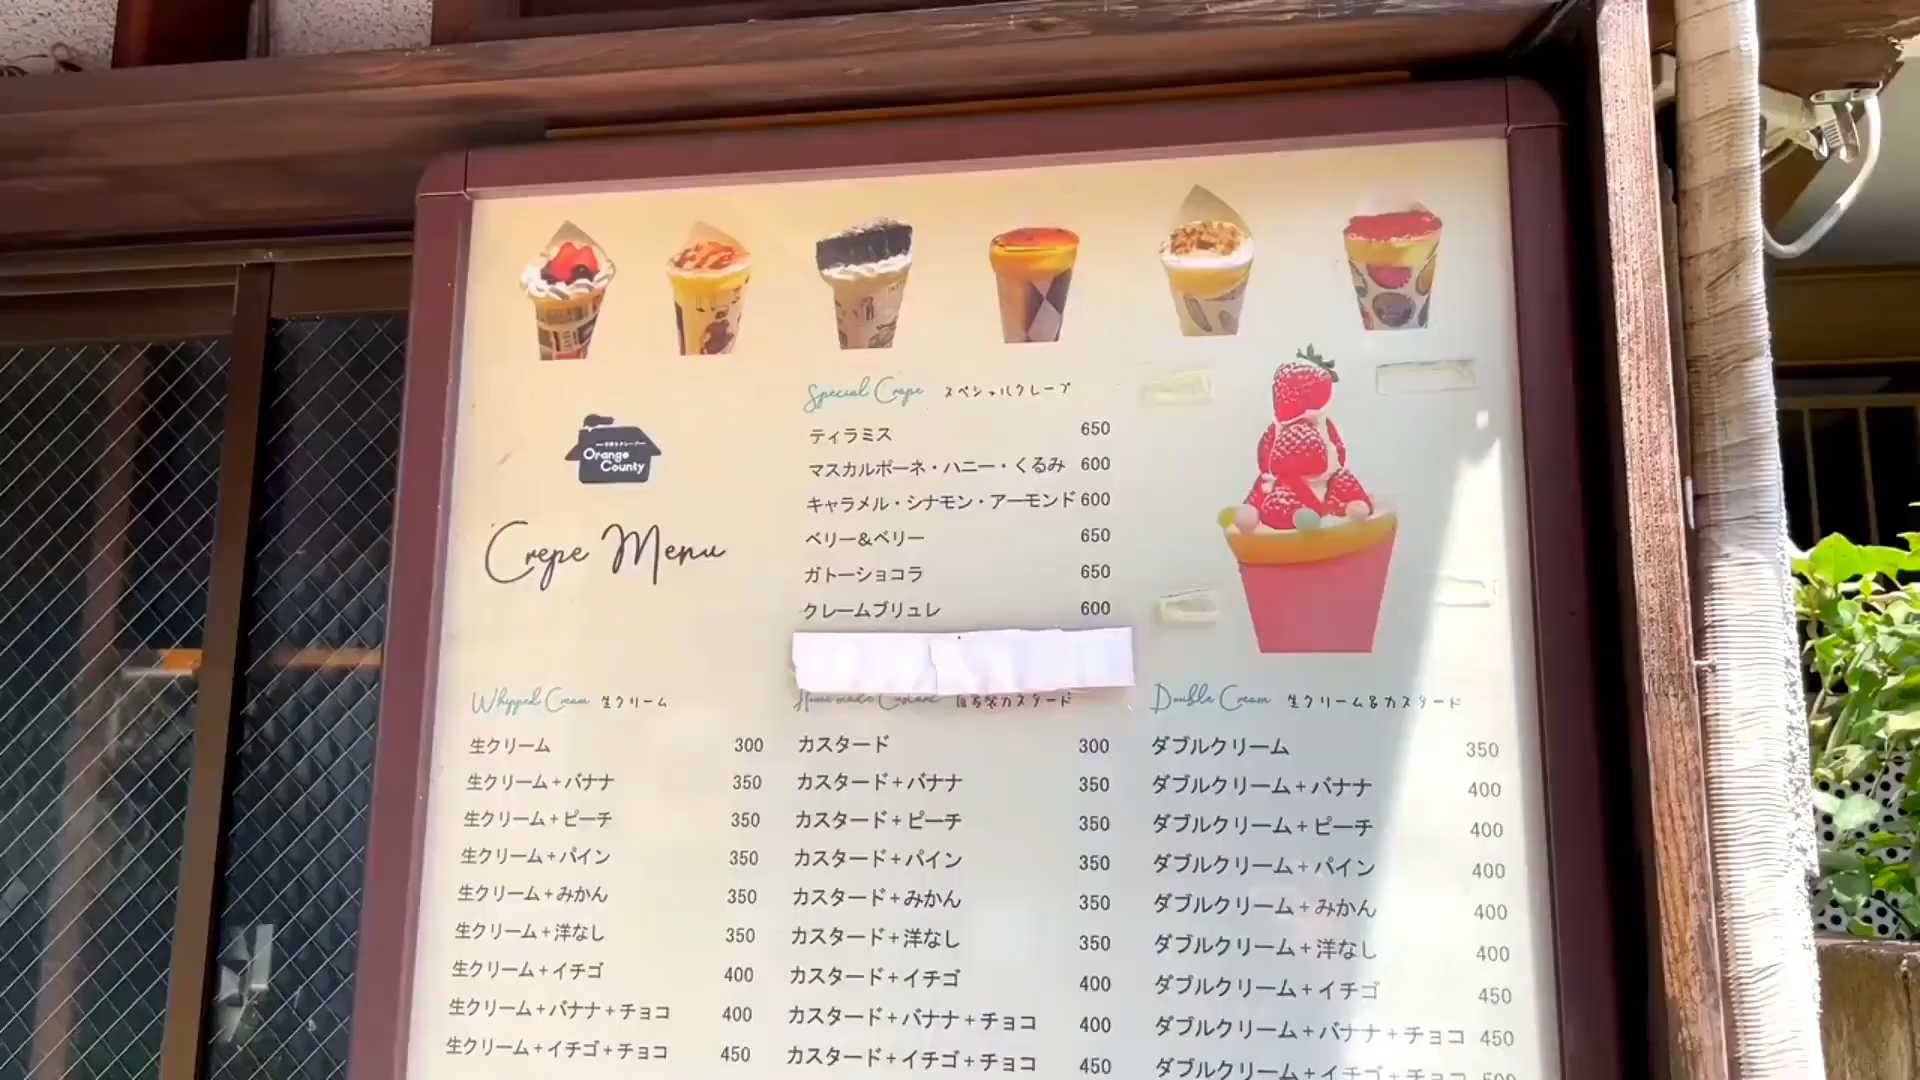 Orange
County
Crepe Menu
Special Crepe スペシャルクレープ
ティラミス 650
マスカルポーネ・ハニー・くるみ 600
キャラメル・シナモン・アーモンド 600
ベリー&ベリー 650
ガトーショコラ 650
クレームブリュレ 600
Whipped Cream 生クリーム
生クリーム 300
生クリーム+バナナ 350
生クリーム+ピーチ 350
生クリーム+パイン 350
生クリーム+みかん 350
生クリーム+洋なし 350
生クリーム+イチゴ 400
生クリーム+バナナ+チョコ 400
生クリーム+イチゴ+チョコ 450
Home made Custard 自家製カスタード
カスタード 300
カスタード+バナナ 350
カスタード+ピーチ 350
カスタード+パイン 350
カスタード+みかん 350
カスタード+洋なし 350
カスタード+イチゴ 400
カスタード+バナナ+チョコ 400
カスタード+イチゴ+チョコ 450
Double Cream 生クリーム&カスタード
ダブルクリーム 350
ダブルクリーム+バナナ 400
ダブルクリーム+ピーチ 400
ダブルクリーム+パイン 400
ダブルクリーム+みかん 400
ダブルクリーム+洋なし 400
ダブルクリーム+イチゴ 450
ダブルクリーム+バナナ+チョコ 450
ダブルクリーム+イチゴ+チョコ 500